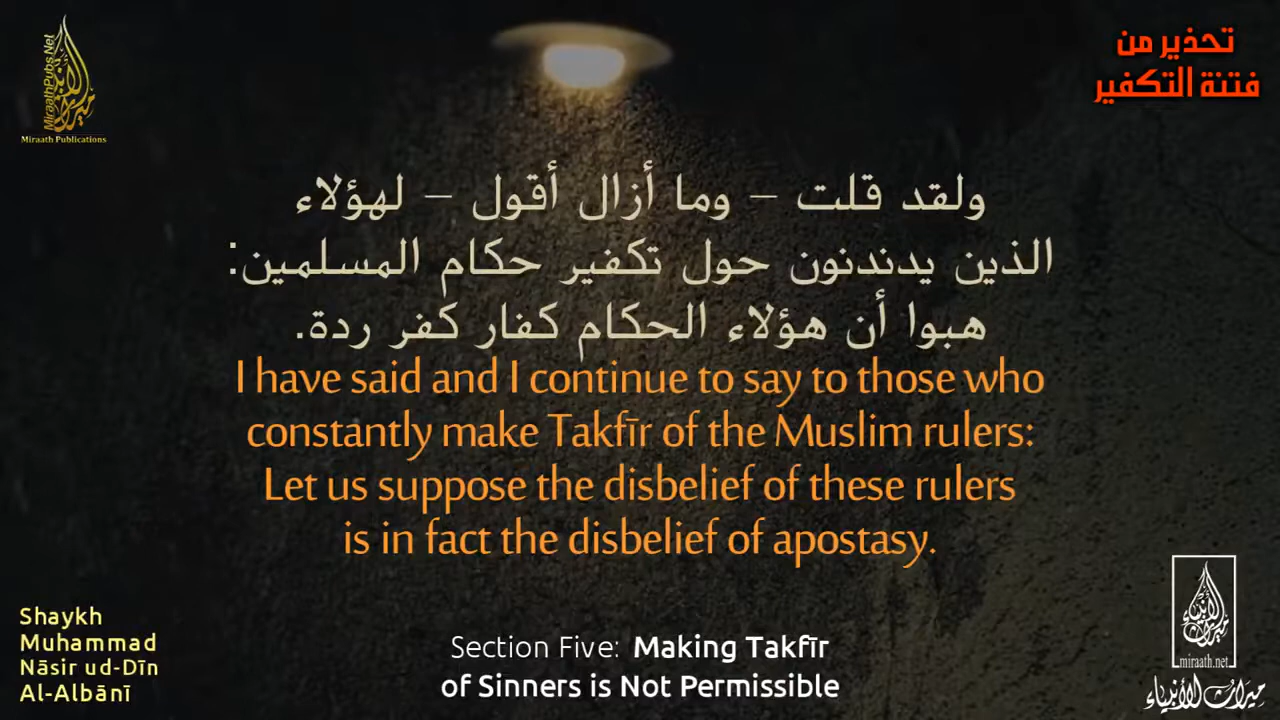 MiraathPubs.Net
ميراث الأنبياء
Miraath Publications
تحذير من
فتنة التكفير
ولقد قلت – وما أزال أقول – لهؤلاء
الذين يدندنون حول تكفير حكام المسلمين:
هبوا أن هؤلاء الحكام كفار كفر ردة.
I have said and I continue to say to those who
constantly make Takfīr of the Muslim rulers:
Let us suppose the disbelief of these rulers
is in fact the disbelief of apostasy.
Shaykh
Muhammad
Nāsir ud-Dīn
Al-Albānī
Section Five: Making Takfīr
of Sinners is Not Permissible
ميراث الأنبياء
miraath.net
ميراث الأنبياء